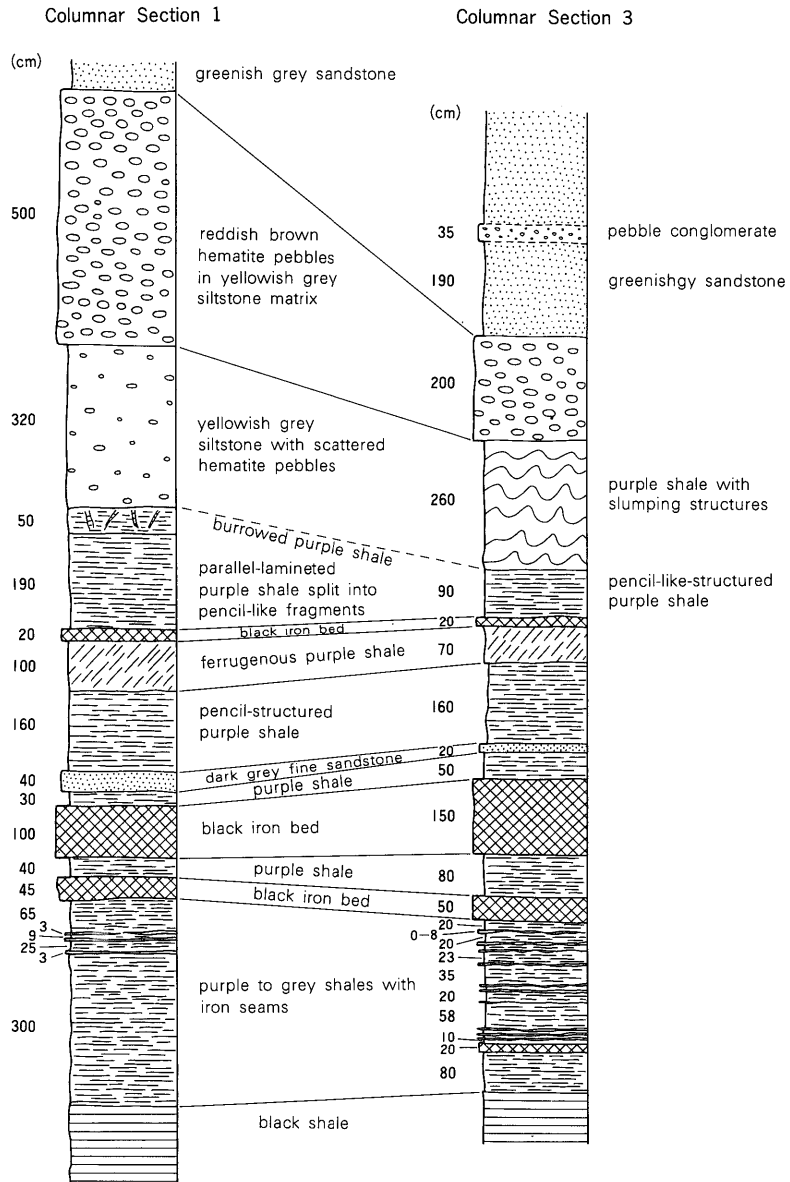 Columnar Section 1
(cm)
greenish grey sandstone
500
reddish brown
hematite pebbles
in yellowish grey
siltstone matrix
320
yellowish grey
siltstone with scattered
hematite pebbles
50
burrowed purple shale
190
parallel-lamineted
purple shale split into
pencil-like fragments
20
black iron bed
100
ferrugenous purple shale
160
pencil-structured
purple shale
40
dark grey fine sandstone
30
purple shale
100
black iron bed
40
purple shale
45
black iron bed
65
3
9
25
3
purple to grey shales with
iron seams
300
black shale
Columnar Section 3
(cm)
35
pebble conglomerate
190
greenishgy sandstone
200
260
purple shale with
slumping structures
90
pencil-like-structured
purple shale
20
70
160
20
50
150
80
50
20
0-8
20
23
35
20
58
10
20
80